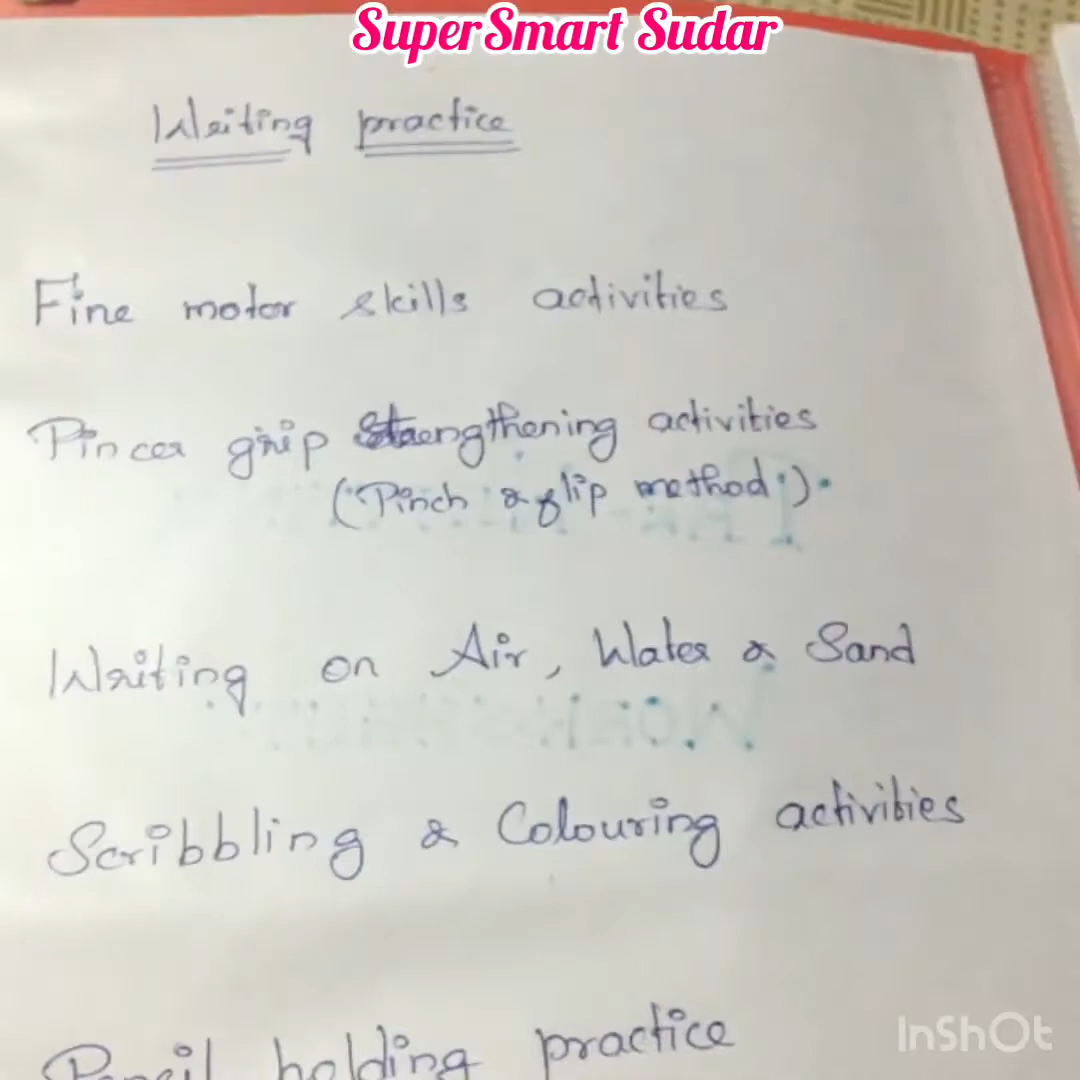 SuperSmart Sudar
Writing practice
Fine motor skills activities
Pincer grip strengthening activities
(Pinch & flip method)
Writing on Air, Water & Sand
Scribbling & Colouring activities
Pencil holding practice
InShOt